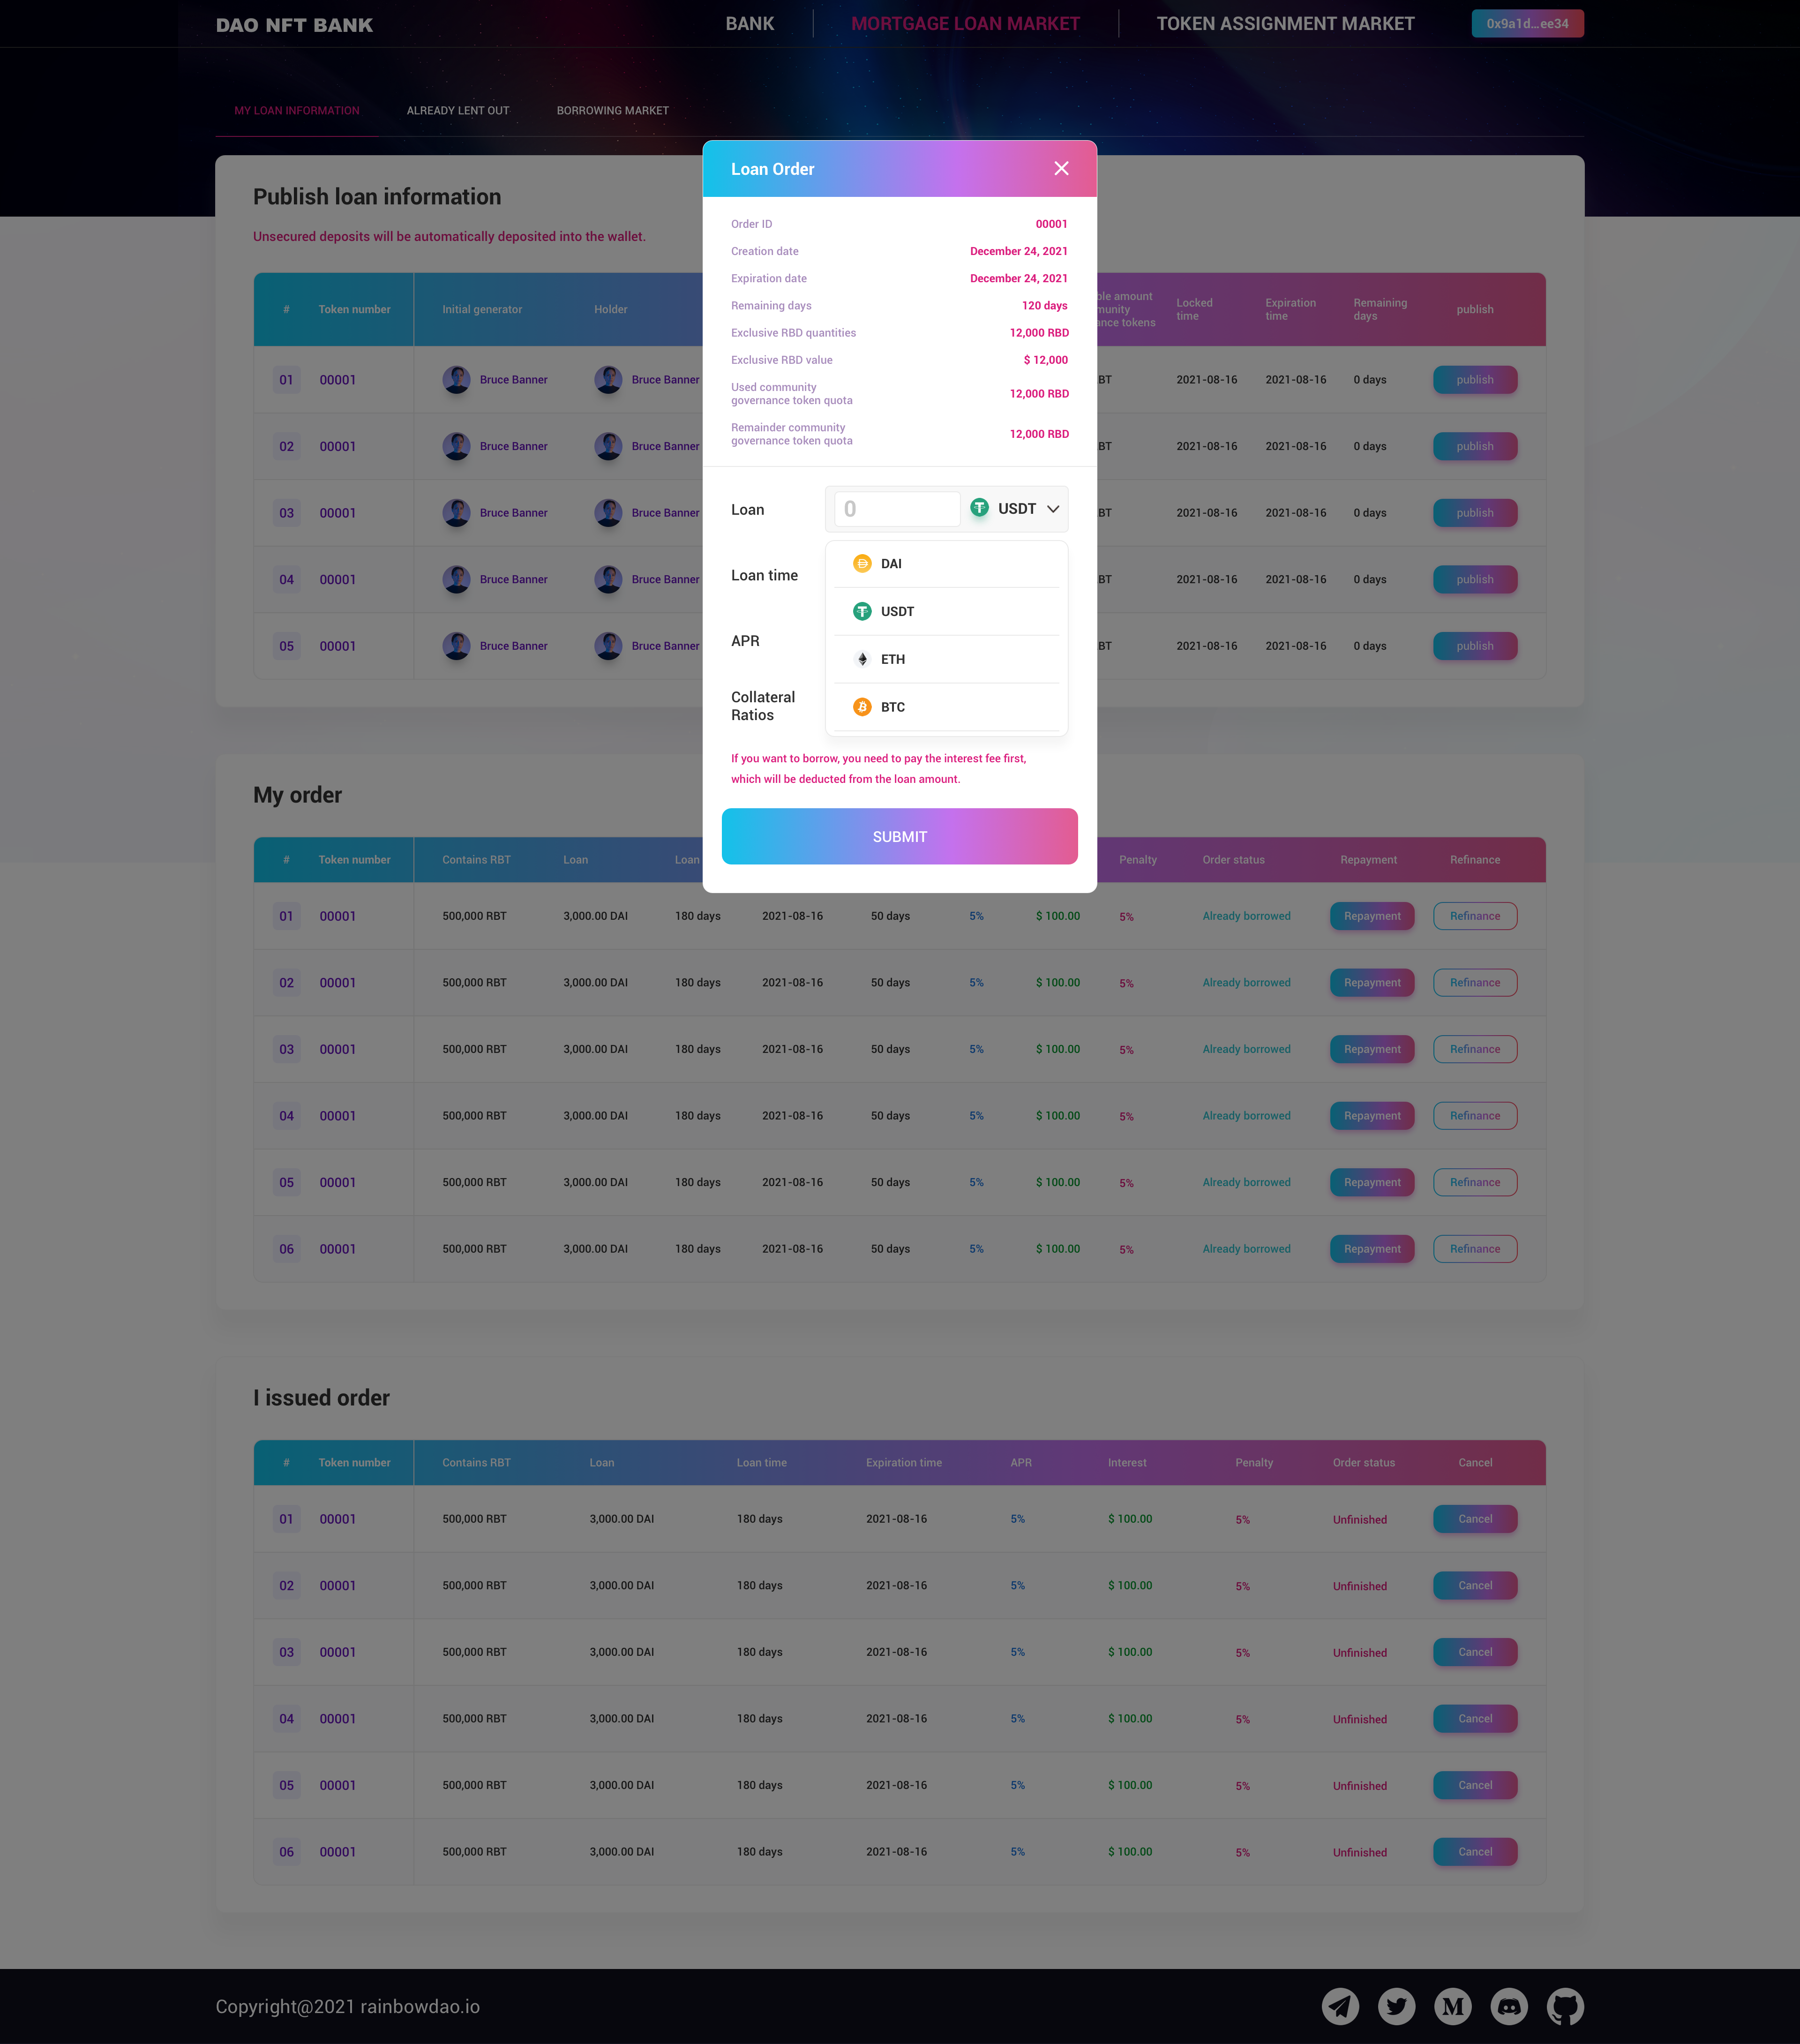 DAO NFT BANK
BANK
MORTGAGE LOAN MARKET
TOKEN ASSIGNMENT MARKET
0x9a1d...ee34
MY LOAN INFORMATION
ALREADY LENT OUT
BORROWING MARKET
Loan Order
Order ID 00001
Creation date December 24, 2021
Expiration date December 24, 2021
Remaining days 120 days
Exclusive RBD quantities 12,000 RBD
Exclusive RBD value $ 12,000
Used community
governance token quota 12,000 RBD
Remainder community
governance token quota 12,000 RBD
Loan 0 USDT
Loan time
APR
Collateral
Ratios
DAI
USDT
ETH
BTC
If you want to borrow, you need to pay the interest fee first,
which will be deducted from the loan amount.
SUBMIT
Publish loan information
Unsecured deposits will be automatically deposited into the wallet.
# Token number Initial generator Holder amount Locked time Expiration time Remaining days publish
01 00001 Bruce Banner Bruce Banner BT 2021-08-16 2021-08-16 0 days publish
02 00001 Bruce Banner Bruce Banner BT 2021-08-16 2021-08-16 0 days publish
03 00001 Bruce Banner Bruce Banner BT 2021-08-16 2021-08-16 0 days publish
04 00001 Bruce Banner Bruce Banner BT 2021-08-16 2021-08-16 0 days publish
05 00001 Bruce Banner Bruce Banner BT 2021-08-16 2021-08-16 0 days publish
My order
# Token number Contains RBT Loan Loan Penalty Order status Repayment Refinance
01 00001 500,000 RBT 3,000.00 DAI 180 days 2021-08-16 50 days 5% $ 100.00 5% Already borrowed Repayment Refinance
02 00001 500,000 RBT 3,000.00 DAI 180 days 2021-08-16 50 days 5% $ 100.00 5% Already borrowed Repayment Refinance
03 00001 500,000 RBT 3,000.00 DAI 180 days 2021-08-16 50 days 5% $ 100.00 5% Already borrowed Repayment Refinance
04 00001 500,000 RBT 3,000.00 DAI 180 days 2021-08-16 50 days 5% $ 100.00 5% Already borrowed Repayment Refinance
05 00001 500,000 RBT 3,000.00 DAI 180 days 2021-08-16 50 days 5% $ 100.00 5% Already borrowed Repayment Refinance
06 00001 500,000 RBT 3,000.00 DAI 180 days 2021-08-16 50 days 5% $ 100.00 5% Already borrowed Repayment Refinance
I issued order
# Token number Contains RBT Loan Loan time Expiration time APR Interest Penalty Order status Cancel
01 00001 500,000 RBT 3,000.00 DAI 180 days 2021-08-16 5% $ 100.00 5% Unfinished Cancel
02 00001 500,000 RBT 3,000.00 DAI 180 days 2021-08-16 5% $ 100.00 5% Unfinished Cancel
03 00001 500,000 RBT 3,000.00 DAI 180 days 2021-08-16 5% $ 100.00 5% Unfinished Cancel
04 00001 500,000 RBT 3,000.00 DAI 180 days 2021-08-16 5% $ 100.00 5% Unfinished Cancel
05 00001 500,000 RBT 3,000.00 DAI 180 days 2021-08-16 5% $ 100.00 5% Unfinished Cancel
06 00001 500,000 RBT 3,000.00 DAI 180 days 2021-08-16 5% $ 100.00 5% Unfinished Cancel
Copyright@2021 rainbowdao.io